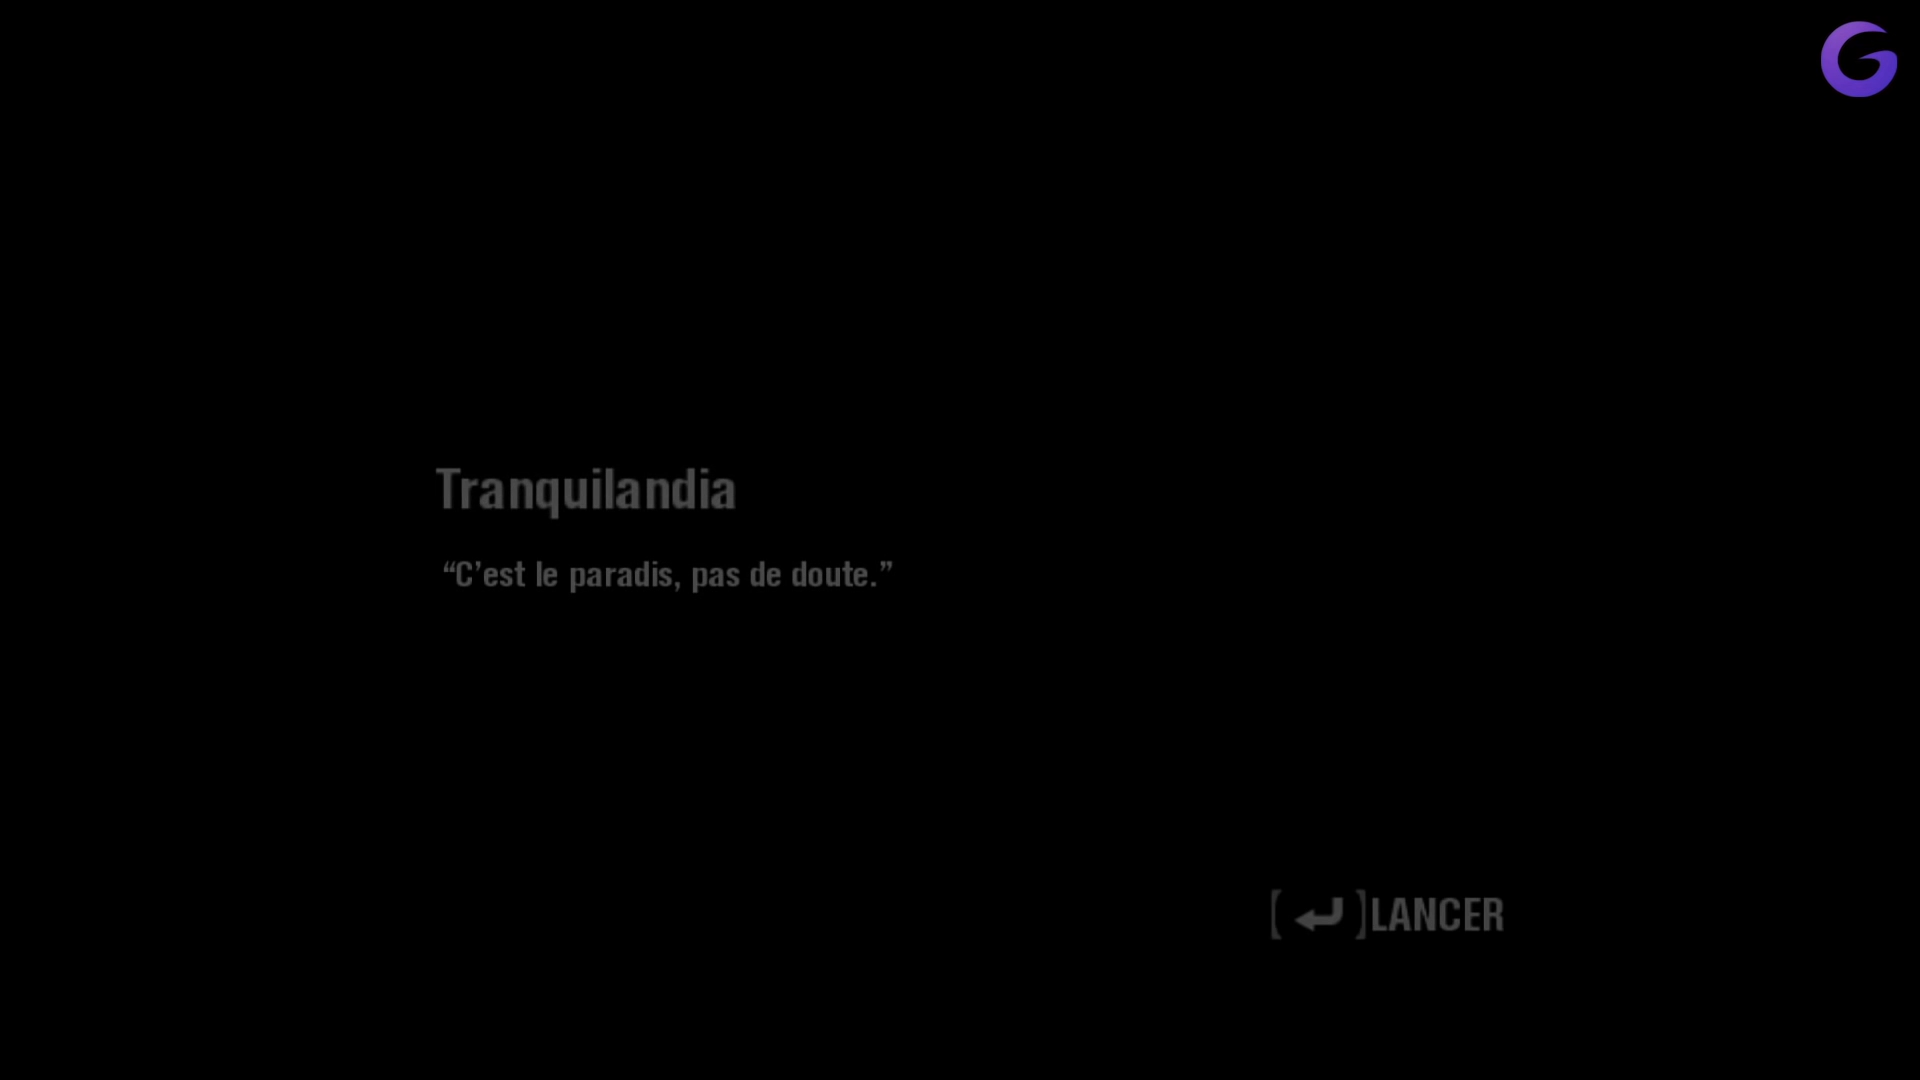 Tranquilandia
“C’est le paradis, pas de doute.”
[ ↵ ]LANCER